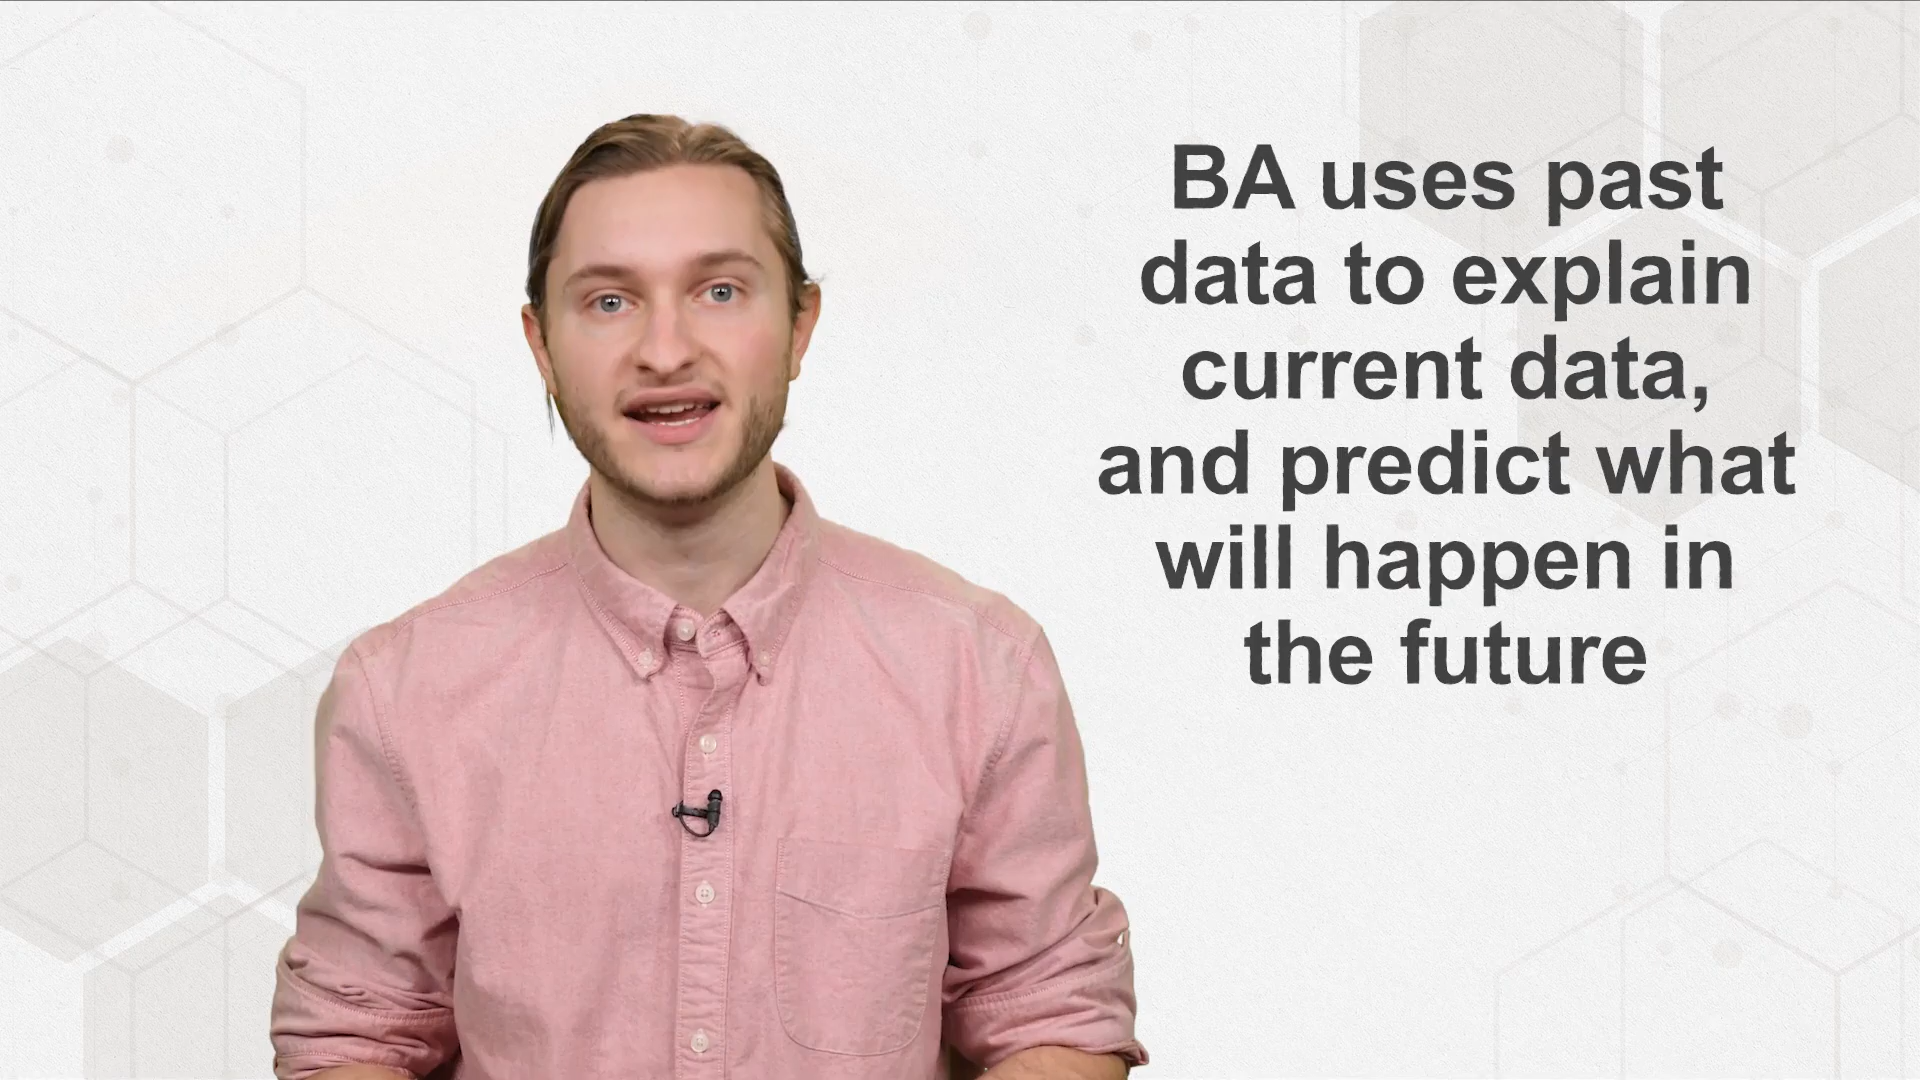 BA uses past
data to explain
current data,
and predict what
will happen in
the future